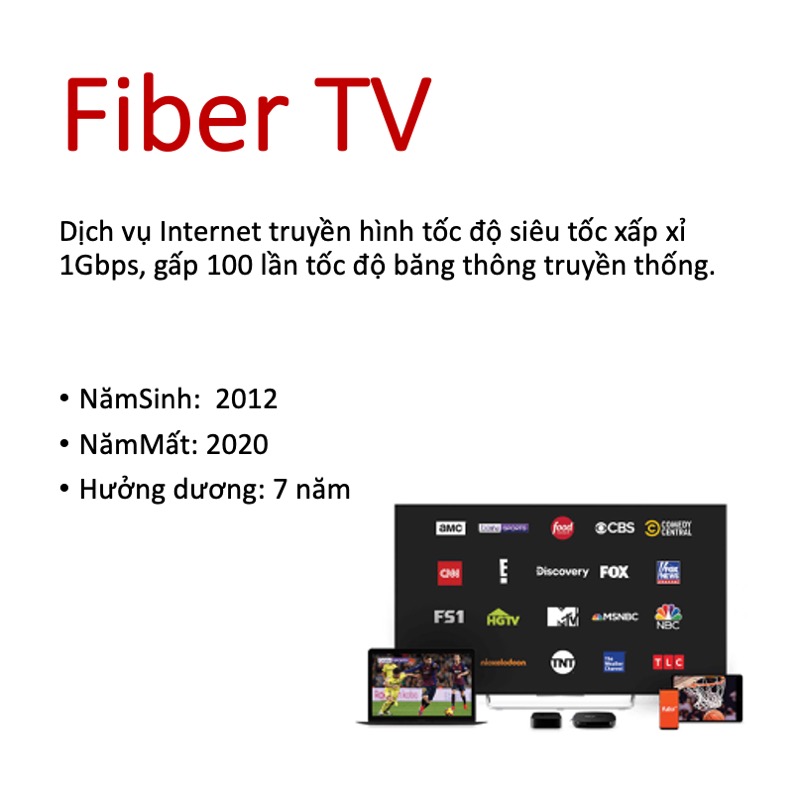 Fiber TV
Dịch vụ Internet truyền hình tốc độ siêu tốc xấp xỉ
1Gbps, gấp 100 lần tốc độ băng thông truyền thống.
• NămSinh: 2012
• NămMất: 2020
• Hưởng dương: 7 năm
amc beIN SPORTS food CBS COMEDY CENTRAL
CNN E! Discovery FOX FOX NEWS
FS1 HGTV MTV MSNBC NBC
nickelodeon TNT The Weather Channel TLC